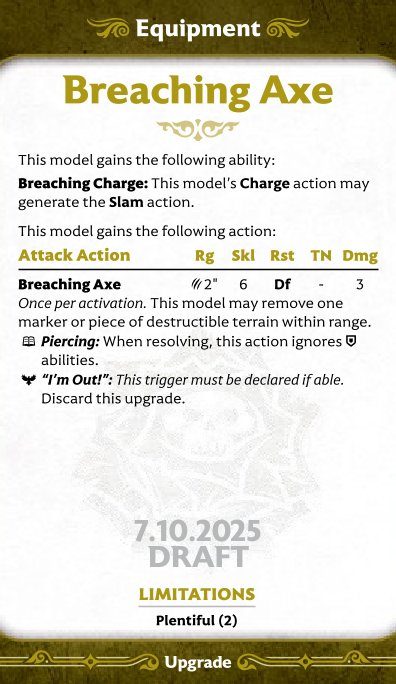 Equipment
Breaching Axe
This model gains the following ability:
Breaching Charge: This model's Charge action may
generate the Slam action.
This model gains the following action:
Attack Action Rg Skl Rst TN Dmg
Breaching Axe 2" 6 Df - 3
Once per activation. This model may remove one
marker or piece of destructible terrain within range.
Piercing: When resolving, this action ignores
abilities.
“I'm Out!”: This trigger must be declared if able.
Discard this upgrade.
7.10.2025
DRAFT
LIMITATIONS
Plentiful (2)
Upgrade